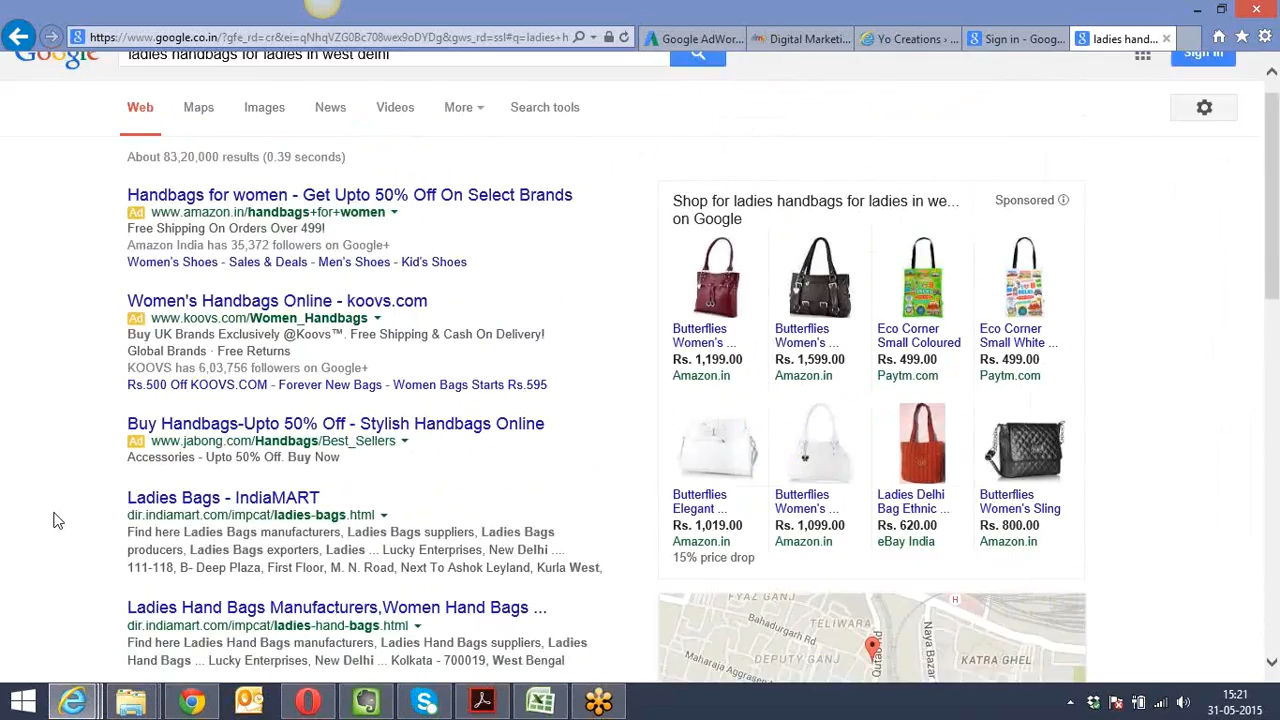 https://www.google.co.in/?gfe_rd=cr&ei=qNhqVZG0Bc708wex9oDYDg&gws_rd=ssl#q=ladies+h
Google AdWor...
Digital Marketi...
Yo Creations ‹ ...
Sign in - Goog...
ladies hand...
Google
ladies handbags for ladies in west delhi
Sign in
Web
Maps
Images
News
Videos
More
Search tools
About 83,20,000 results (0.39 seconds)
Handbags for women - Get Upto 50% Off On Select Brands
Ad www.amazon.in/handbags+for+women
Free Shipping On Orders Over 499!
Amazon India has 35,372 followers on Google+
Women's Shoes - Sales & Deals - Men's Shoes - Kid's Shoes
Women's Handbags Online - koovs.com
Ad www.koovs.com/Women_Handbags
Buy UK Brands Exclusively @Koovs™. Free Shipping & Cash On Delivery!
Global Brands · Free Returns
KOOVS has 6,03,756 followers on Google+
Rs.500 Off KOOVS.COM - Forever New Bags - Women Bags Starts Rs.595
Buy Handbags-Upto 50% Off - Stylish Handbags Online
Ad www.jabong.com/Handbags/Best_Sellers
Accessories - Upto 50% Off. Buy Now
Ladies Bags - IndiaMART
dir.indiamart.com/impcat/ladies-bags.html
Find here Ladies Bags manufacturers, Ladies Bags suppliers, Ladies Bags
producers, Ladies Bags exporters, Ladies ... Lucky Enterprises, New Delhi ....
111-118, B- Deep Plaza, First Floor, M. N. Road, Next To Ashok Leyland, Kurla West,
Ladies Hand Bags Manufacturers,Women Hand Bags ...
dir.indiamart.com/impcat/ladies-hand-bags.html
Find here Ladies Hand Bags manufacturers, Ladies Hand Bags suppliers, Ladies
Hand Bags ... Lucky Enterprises, New Delhi ... Kolkata - 700019, West Bengal
Shop for ladies handbags for ladies in we...
on Google
Sponsored
Butterflies
Women's ...
Rs. 1,199.00
Amazon.in
Butterflies
Women's ...
Rs. 1,599.00
Amazon.in
Eco Corner
Small Coloured
Rs. 499.00
Paytm.com
Eco Corner
Small White ...
Rs. 499.00
Paytm.com
Butterflies
Elegant ...
Rs. 1,019.00
Amazon.in
15% price drop
Butterflies
Women's ...
Rs. 1,099.00
Amazon.in
Ladies Delhi
Bag Ethnic ...
Rs. 620.00
eBay India
Butterflies
Women's Sling
Rs. 800.00
Amazon.in
FYAZ GANJ
Bahadurgarh Rd
TELIWARA
DEPUTY GANJ
Maharaja Aggarsain
Qutub
Naya Bazar
H
KATRA GHEL
15:21
31-05-2015